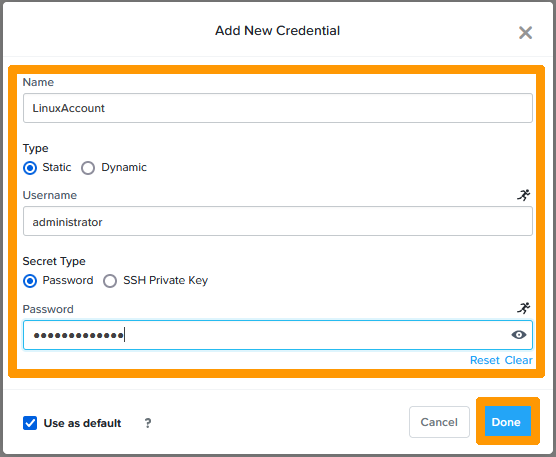 Add New Credential
Name
LinuxAccount
Type
Static Dynamic
Username
administrator
Secret Type
Password SSH Private Key
Password
●●●●●●●●●●●●●
Reset Clear
Use as default ? Cancel Done